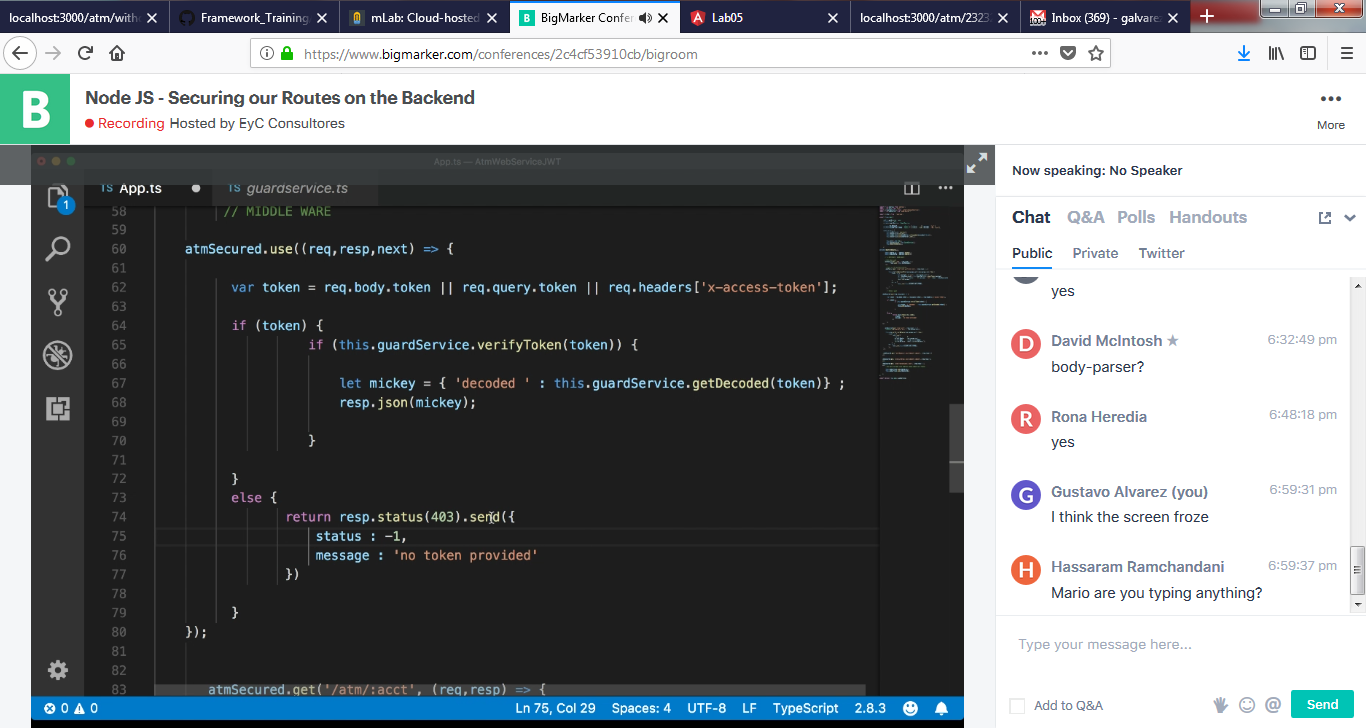 localhost:3000/atm/with
Framework_Training
mLab: Cloud-hosted
BigMarker Confer
Lab05
localhost:3000/atm/2323
Inbox (369) - galvare
https://www.bigmarker.com/conferences/2c4cf53910cb/bigroom
B
Node JS - Securing our Routes on the Backend
Recording Hosted by EyC Consultores
More
App.ts — AtmWebServiceJWT
TS App.ts
TS guardservice.ts
1
58 // MIDDLE WARE
59
60 atmSecured.use((req,resp,next) => {
61
62 var token = req.body.token || req.query.token || req.headers['x-access-token'];
63
64 if (token) {
65 if (this.guardService.verifyToken(token)) {
66
67 let mickey = { 'decoded ' : this.guardService.getDecoded(token)} ;
68 resp.json(mickey);
69
70 }
71
72 }
73 else {
74 return resp.status(403).send({
75 status : -1,
76 message : 'no token provided'
77 })
78
79 }
80 });
81
82
83 atmSecured.get('/atm/:acct', (req,resp) => {
0 0
Ln 75, Col 29 Spaces: 4 UTF-8 LF TypeScript 2.8.3
Now speaking: No Speaker
Chat Q&A Polls Handouts
Public Private Twitter
yes
D
David McIntosh ★ 6:32:49 pm
body-parser?
R
Rona Heredia 6:48:18 pm
yes
G
Gustavo Alvarez (you) 6:59:31 pm
I think the screen froze
H
Hassaram Ramchandani 6:59:37 pm
Mario are you typing anything?
Type your message here...
Add to Q&A
Send